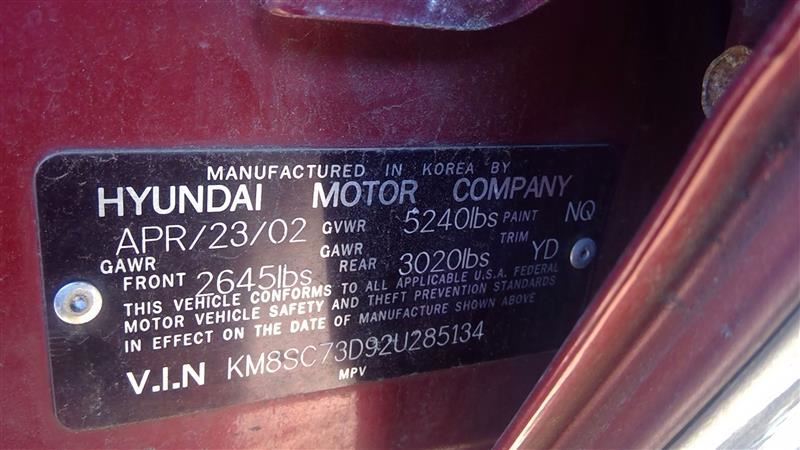 MANUFACTURED IN KOREA BY
HYUNDAI MOTOR COMPANY
APR/23/02 GVWR 5240lbs PAINT NQ
GAWR FRONT 2645lbs GAWR REAR 3020lbs TRIM YD
THIS VEHICLE CONFORMS TO ALL APPLICABLE U.S.A. FEDERAL
MOTOR VEHICLE SAFETY AND THEFT PREVENTION STANDARDS
IN EFFECT ON THE DATE OF MANUFACTURE SHOWN ABOVE
V.I.N KM8SC73D92U285134
MPV